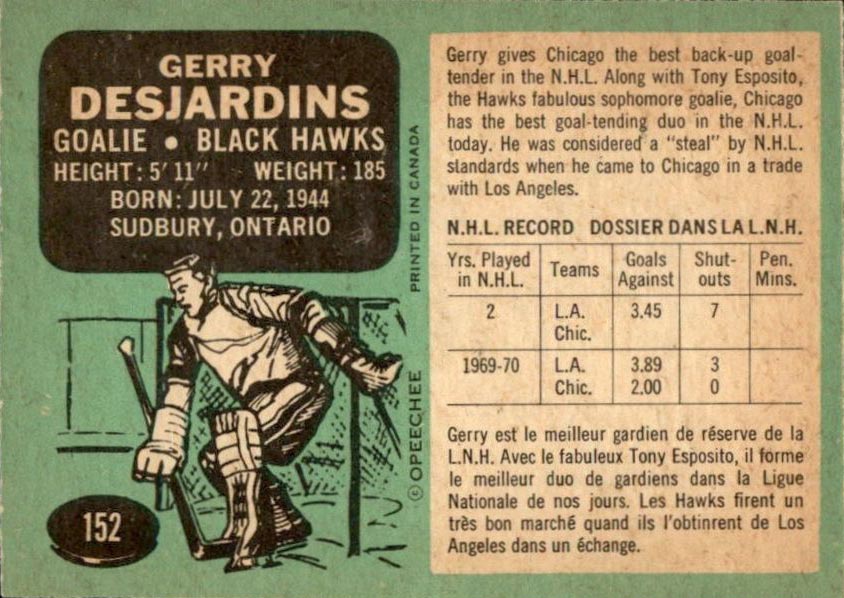 GERRY
DESJARDINS
GOALIE • BLACK HAWKS
HEIGHT: 5' 11" WEIGHT: 185
BORN: JULY 22, 1944
SUDBURY, ONTARIO
152
© OPEECHEE PRINTED IN CANADA
Gerry gives Chicago the best back-up goal-
tender in the N.H.L. Along with Tony Esposito,
the Hawks fabulous sophomore goalie, Chicago
has the best goal-tending duo in the N.H.L.
today. He was considered a "steal" by N.H.L.
standards when he came to Chicago in a trade
with Los Angeles.
N.H.L. RECORD DOSSIER DANS LA L.N.H.
Yrs. Played Goals Shut- Pen.
in N.H.L. Teams Against outs Mins.
2 L.A. 3.45 7
Chic.
1969-70 L.A. 3.89 3
Chic. 2.00 0
Gerry est le meilleur gardien de réserve de la
L.N.H. Avec le fabuleux Tony Esposito, il forme
le meilleur duo de gardiens dans la Ligue
Nationale de nos jours. Les Hawks firent un
très bon marché quand ils l'obtinrent de Los
Angeles dans un échange.